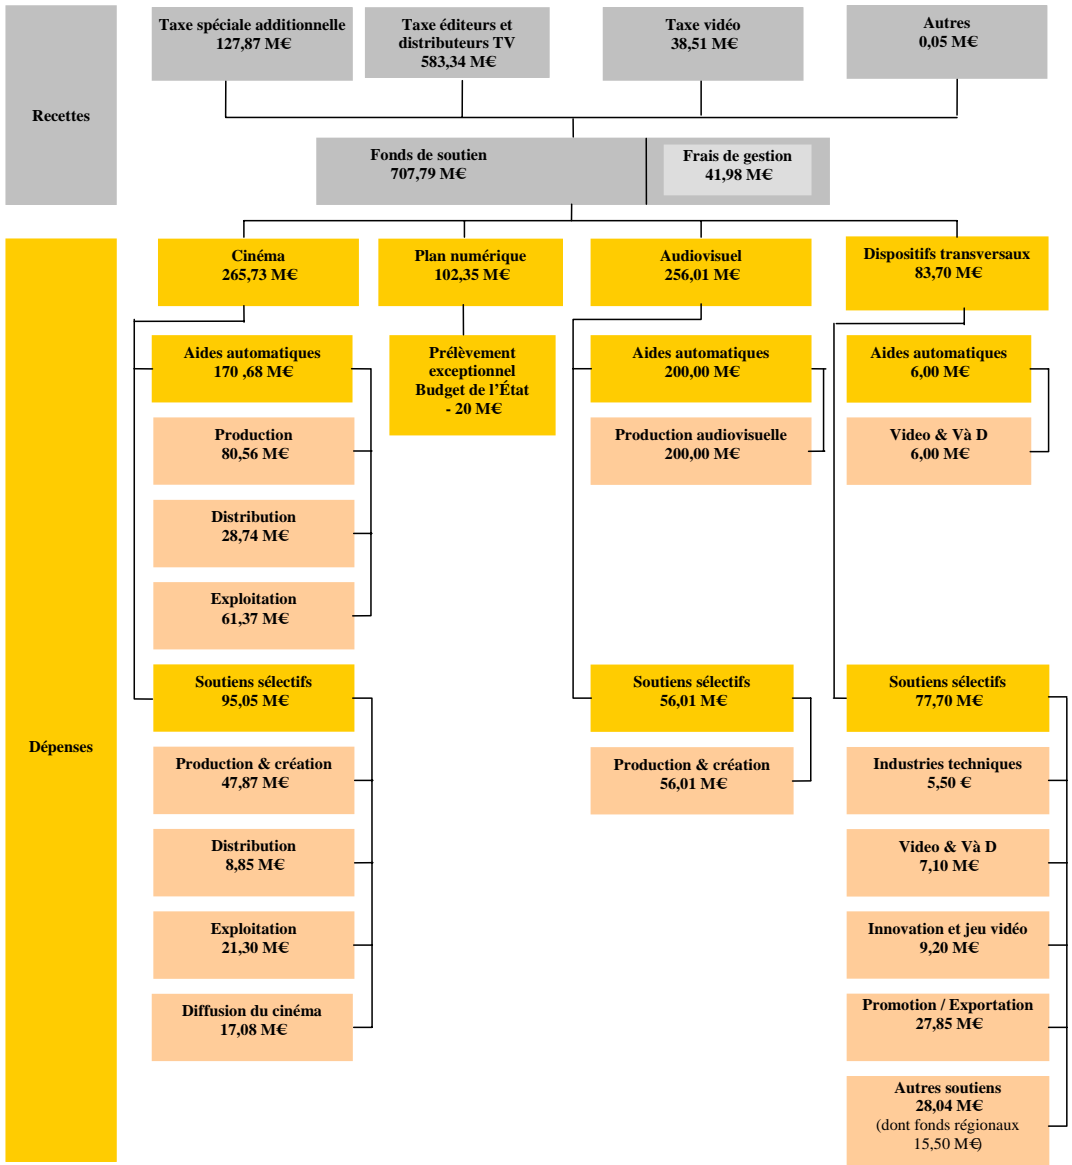 Recettes
Taxe spéciale additionnelle
127,87 M€
Taxe éditeurs et
distributeurs TV
583,34 M€
Taxe vidéo
38,51 M€
Autres
0,05 M€
Fonds de soutien
707,79 M€
Frais de gestion
41,98 M€
Dépenses
Cinéma
265,73 M€
Plan numérique
102,35 M€
Audiovisuel
256,01 M€
Dispositifs transversaux
83,70 M€
Aides automatiques
170 ,68 M€
Production
80,56 M€
Distribution
28,74 M€
Exploitation
61,37 M€
Soutiens sélectifs
95,05 M€
Production & création
47,87 M€
Distribution
8,85 M€
Exploitation
21,30 M€
Diffusion du cinéma
17,08 M€
Prélèvement
exceptionnel
Budget de l’État
- 20 M€
Aides automatiques
200,00 M€
Production audiovisuelle
200,00 M€
Soutiens sélectifs
56,01 M€
Production & création
56,01 M€
Aides automatiques
6,00 M€
Video & Và D
6,00 M€
Soutiens sélectifs
77,70 M€
Industries techniques
5,50 €
Video & Và D
7,10 M€
Innovation et jeu vidéo
9,20 M€
Promotion / Exportation
27,85 M€
Autres soutiens
28,04 M€
(dont fonds régionaux
15,50 M€)